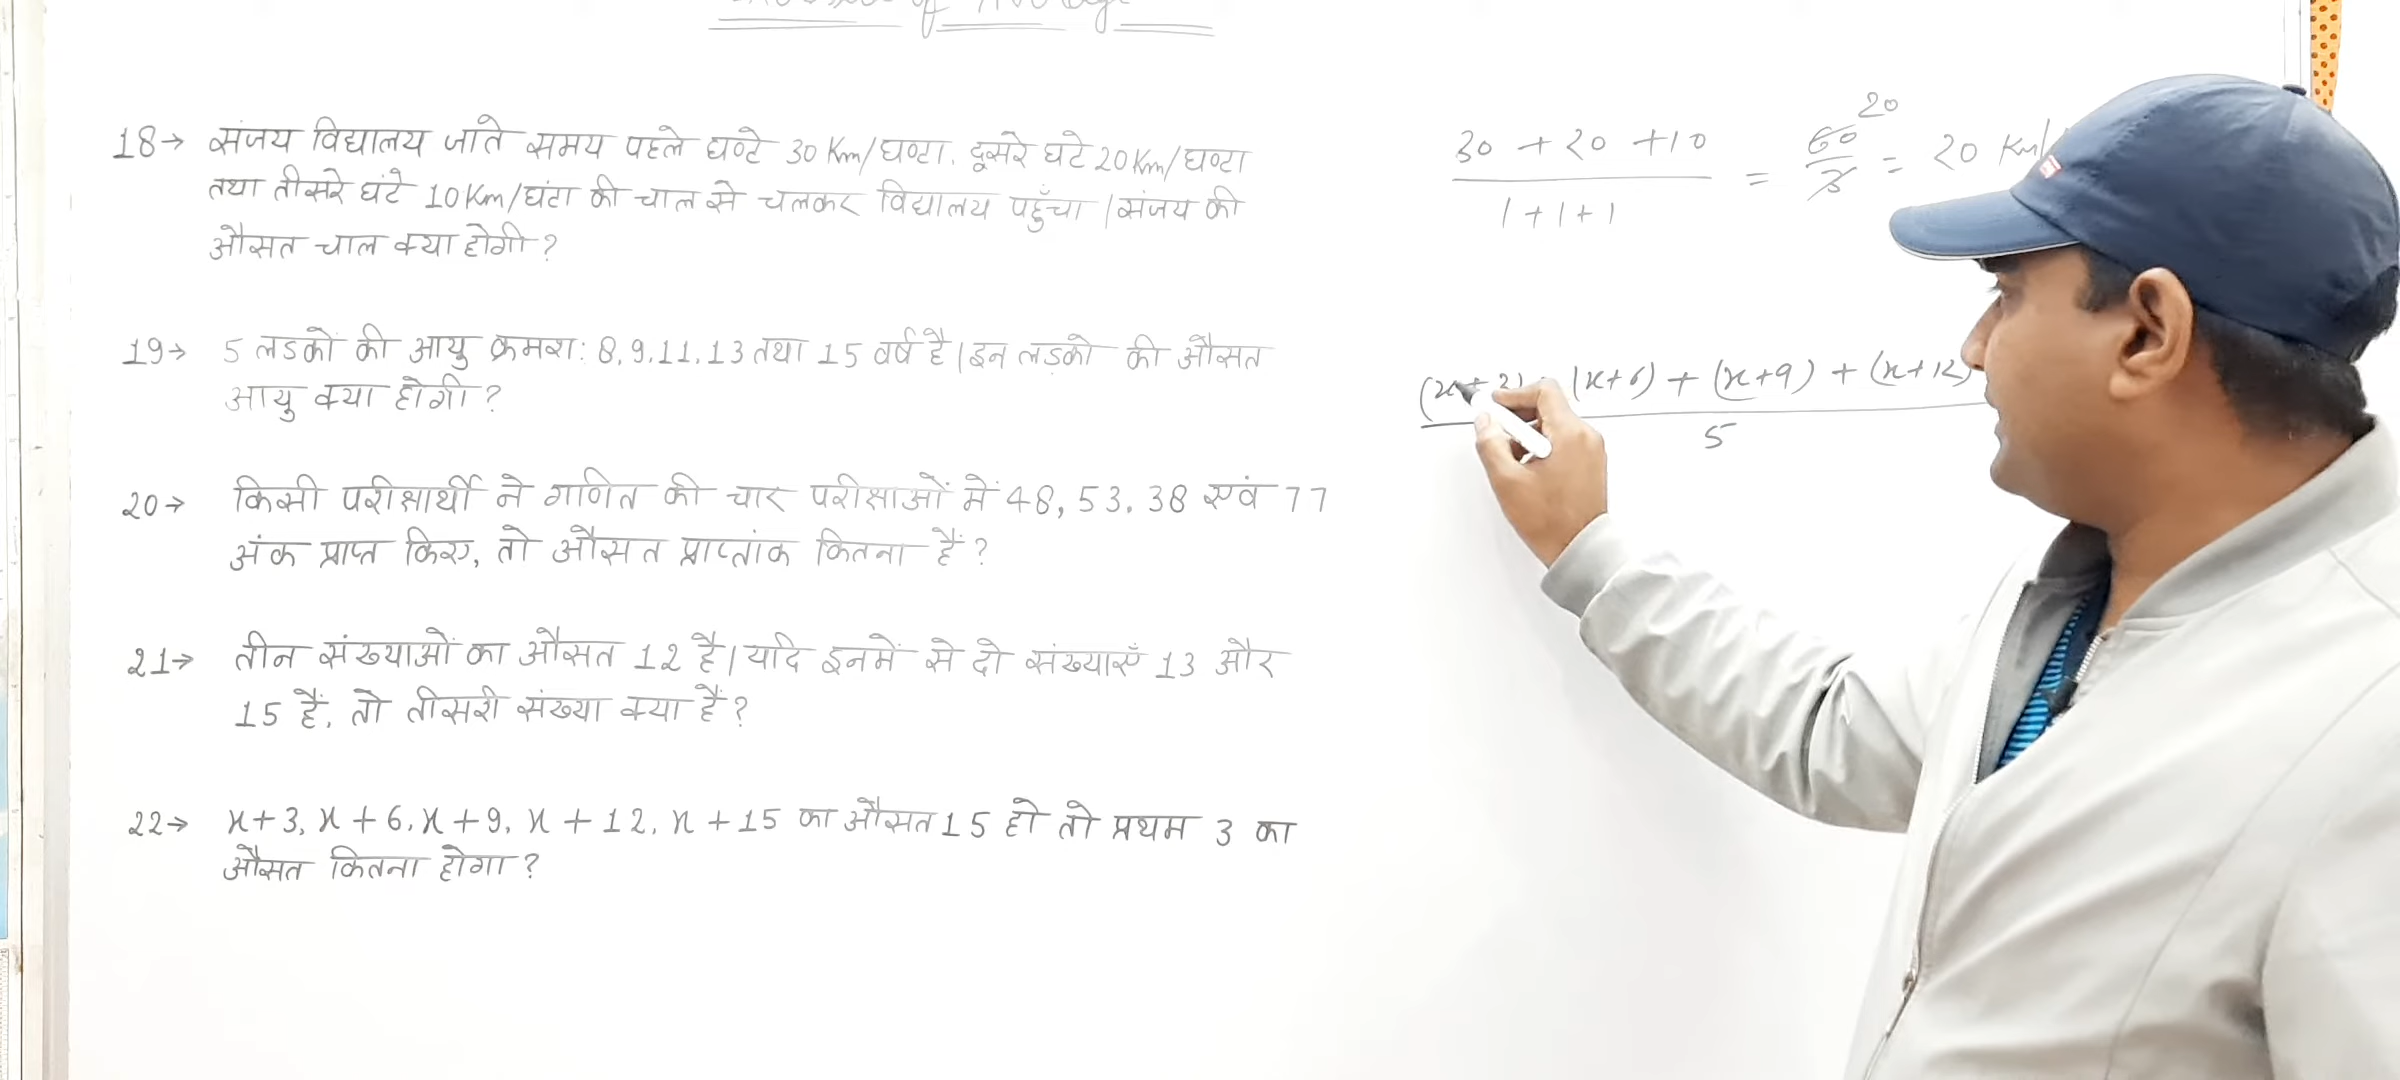 of
18→ संजय विद्यालय जाते समय पहले घण्टे 30 Km/घण्टा, दूसरे घंटे 20 Km/घण्टा
तथा तीसरे घंटे 10 Km/घंटा की चाल से चलकर विद्यालय पहुँचा।संजय की
औसत चाल क्या होगी?
30 + 20 + 10
1 + 1 + 1
= 60/3 = 20 Km/
20
19→ 5 लडकों की आयु क्रमश: 8, 9, 11, 13 तथा 15 वर्ष है।इन लड़को की औसत
आयु क्या होगी?
(x+6) + (x+9) + (x+12)
5
20→ किसी परीक्षार्थी ने गणित की चार परीक्षाओं में 48, 53, 38 एवं 77
अंक प्राप्त किए, तो औसत प्राप्तांक कितना है?
21→ तीन संख्याओं का औसत 12 है।यदि इनमें से दो संख्याएँ 13 और
15 हैं, तो तीसरी संख्या क्या है?
22→ x+3, x+6, x+9, x+12, x+15 का औसत 15 हो तो प्रथम 3 का
औसत कितना होगा?